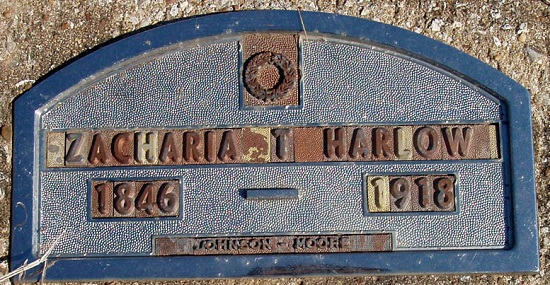 ZACHARIA T HARLOW
1846 — 1918
JOHNSON - MOORE